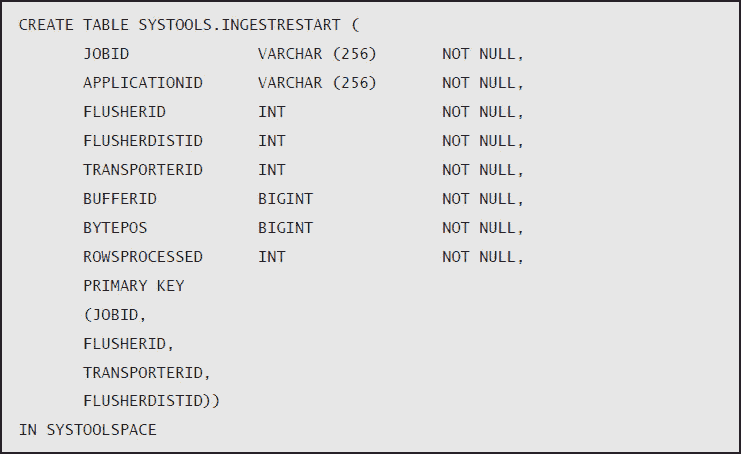 CREATE TABLE SYSTOOLS.INGESTRESTART (
JOBID VARCHAR (256) NOT NULL,
APPLICATIONID VARCHAR (256) NOT NULL,
FLUSHERID INT NOT NULL,
FLUSHERDISTID INT NOT NULL,
TRANSPORTERID INT NOT NULL,
BUFFERID BIGINT NOT NULL,
BYTEPOS BIGINT NOT NULL,
ROWSPROCESSED INT NOT NULL,
PRIMARY KEY
(JOBID,
FLUSHERID,
TRANSPORTERID,
FLUSHERDISTID))
IN SYSTOOLSPACE